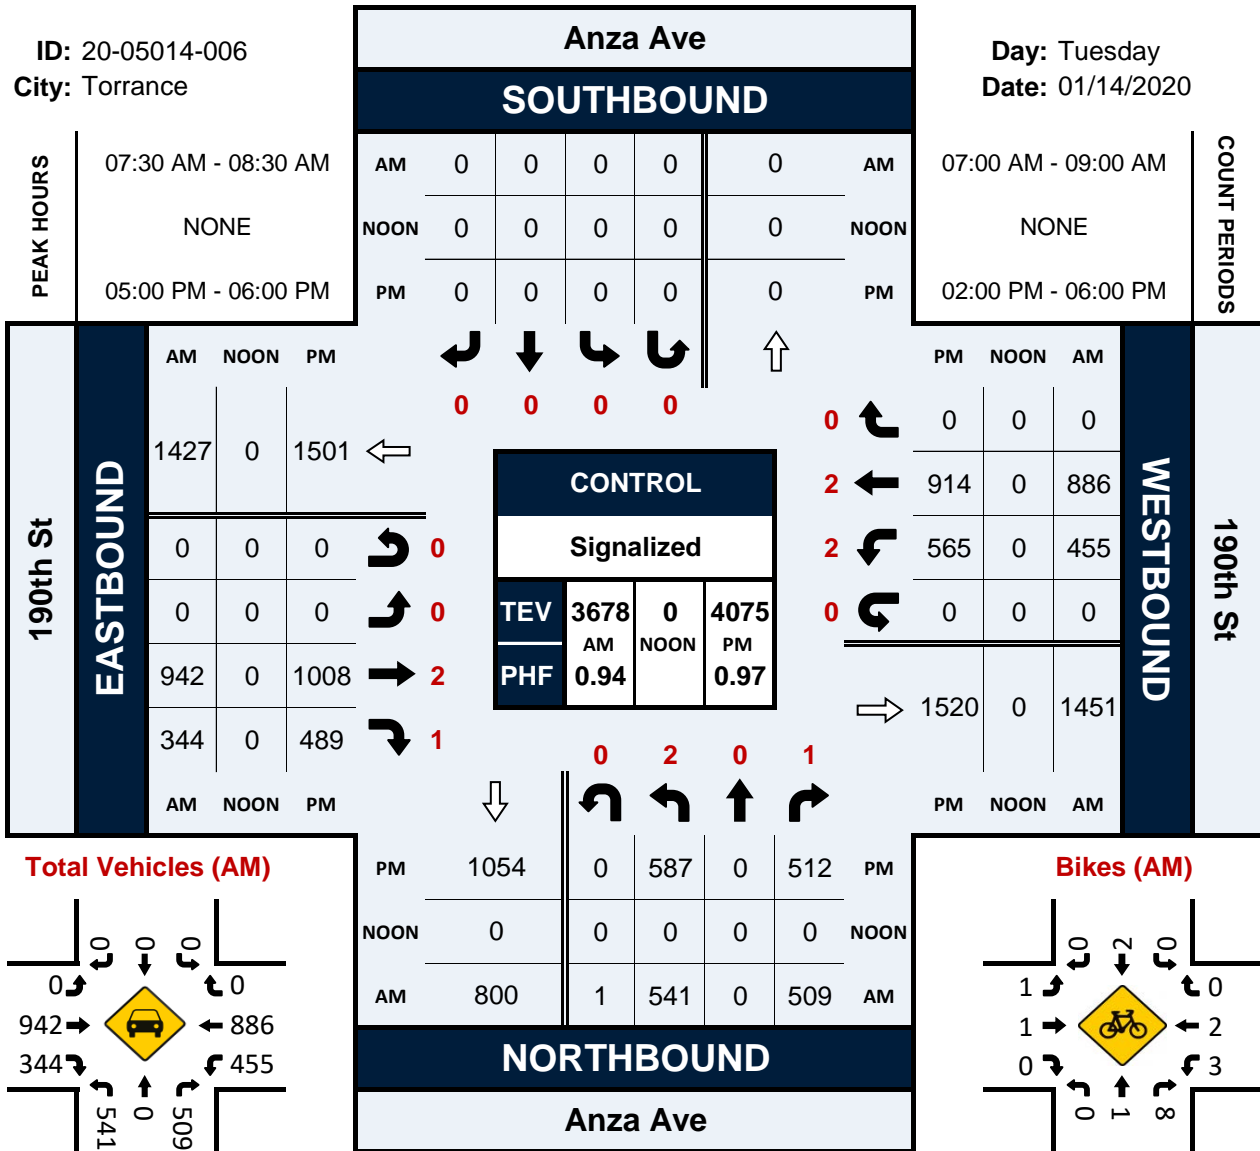 Anza Ave
ID: 20-05014-006
Day: Tuesday
City: Torrance
Date: 01/14/2020
SOUTHBOUND
PEAK HOURS
07:30 AM - 08:30 AM
NONE
05:00 PM - 06:00 PM
AM 0 0 0 0 0 AM
NOON 0 0 0 0 0 NOON
PM 0 0 0 0 0 PM
07:00 AM - 09:00 AM
NONE
02:00 PM - 06:00 PM
COUNT PERIODS
0 0 0 0
190th St
EASTBOUND
AM NOON PM
1427 0 1501
0 0 0 0
0 0 0 0
942 0 1008 2
344 0 489 1
AM NOON PM
CONTROL
Signalized
TEV 3678 0 4075
AM NOON PM
PHF 0.94 0.97
PM NOON AM
0 0 0 0
2 914 0 886
2 565 0 455
0 0 0 0
1520 0 1451
PM NOON AM
WESTBOUND
190th St
0 2 0 1
PM 1054 0 587 0 512 PM
NOON 0 0 0 0 0 NOON
AM 800 1 541 0 509 AM
NORTHBOUND
Anza Ave
Total Vehicles (AM)
0 0 0
0 0
942 886
344 455
541 0 509
Bikes (AM)
0 2 0
1 0
1 2
0 3
0 1 8